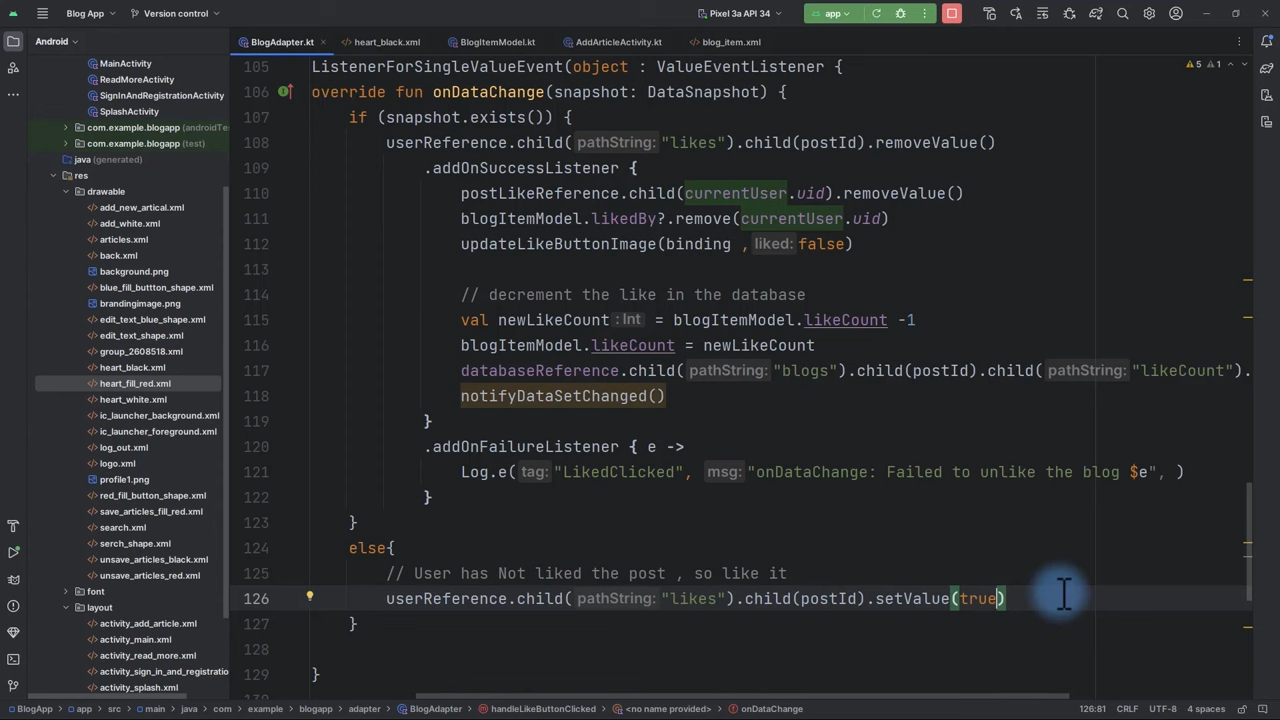 Blog App
Version control
Pixel 3a API 34
app
Android
BlogAdapter.kt
heart_black.xml
BlogItemModel.kt
AddArticleActivity.kt
blog_item.xml
MainActivity
ReadMoreActivity
SignInAndRegistrationActivity
SplashActivity
com.example.blogapp (androidTe
com.example.blogapp (test)
java (generated)
res
drawable
add_new_artical.xml
add_white.xml
articles.xml
back.xml
background.png
blue_fill_buttton_shape.xml
brandingimage.png
edit_text_blue_shape.xml
edit_text_shape.xml
group_2608518.xml
heart_black.xml
heart_fill_red.xml
heart_white.xml
ic_launcher_background.xml
ic_launcher_foreground.xml
log_out.xml
logo.xml
profile1.png
red_fill_button_shape.xml
save_articles_fill_red.xml
search.xml
serch_shape.xml
unsave_articles_black.xml
unsave_articles_red.xml
font
layout
activity_add_article.xml
activity_main.xml
activity_read_more.xml
activity_sign_in_and_registratio
activity_splash.xml
5 1
105 ListenerForSingleValueEvent(object : ValueEventListener {
106 override fun onDataChange(snapshot: DataSnapshot) {
107 if (snapshot.exists()) {
108 userReference.child( pathString: "likes").child(postId).removeValue()
109 .addOnSuccessListener {
110 postLikeReference.child(currentUser.uid).removeValue()
111 blogItemModel.likedBy?.remove(currentUser.uid)
112 updateLikeButtonImage(binding , liked: false)
113
114 // decrement the like in the database
115 val newLikeCount : Int = blogItemModel.likeCount -1
116 blogItemModel.likeCount = newLikeCount
117 databaseReference.child( pathString: "blogs").child(postId).child( pathString: "likeCount").
118 notifyDataSetChanged()
119 }
120 .addOnFailureListener { e ->
121 Log.e( tag: "LikedClicked", msg: "onDataChange: Failed to unlike the blog $e", )
122 }
123 }
124 else{
125 // User has Not liked the post , so like it
126 userReference.child( pathString: "likes").child(postId).setValue(true)
127 }
128
129 }
BlogApp app src main java com example blogapp adapter BlogAdapter handleLikeButtonClicked <no name provided> onDataChange
126:81 CRLF UTF-8 4 spaces